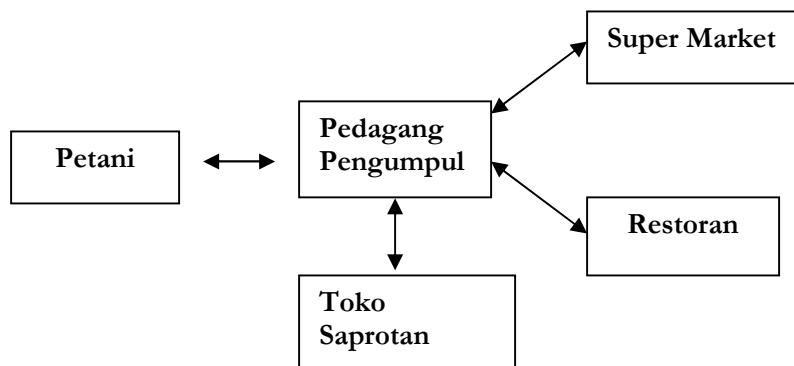 Super Market
Pedagang
Pengumpul
Petani
Restoran
Toko
Saprotan